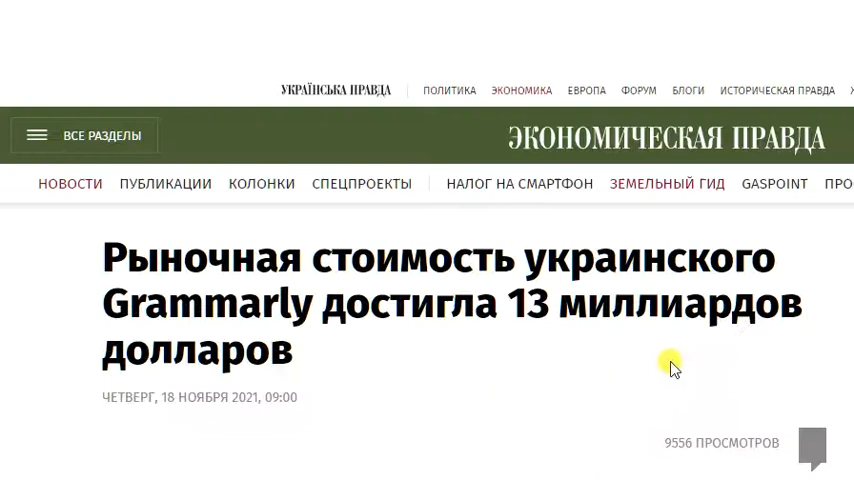 УКРАЇНСЬКА ПРАВДА ПОЛИТИКА ЭКОНОМИКА ЕВРОПА ФОРУМ БЛОГИ ИСТОРИЧЕСКАЯ ПРАВДА
ВСЕ РАЗДЕЛЫ ЭКОНОМИЧЕСКАЯ ПРАВДА
НОВОСТИ ПУБЛИКАЦИИ КОЛОНКИ СПЕЦПРОЕКТЫ НАЛОГ НА СМАРТФОН ЗЕМЕЛЬНЫЙ ГИД GASPOINT ПРО
Рыночная стоимость украинского
Grammarly достигла 13 миллиардов
долларов
ЧЕТВЕРГ, 18 НОЯБРЯ 2021, 09:00
9556 ПРОСМОТРОВ